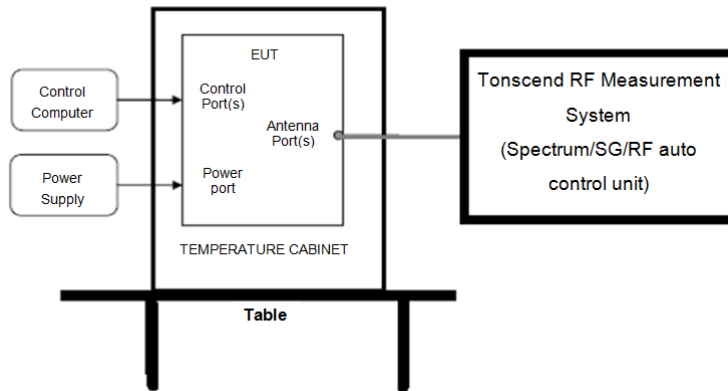 EUT
Control
Computer
Control
Port(s)
Antenna
Port(s)
Power
Supply
Power
port
TEMPERATURE CABINET
Table
Tonscend RF Measurement
System
(Spectrum/SG/RF auto
control unit)